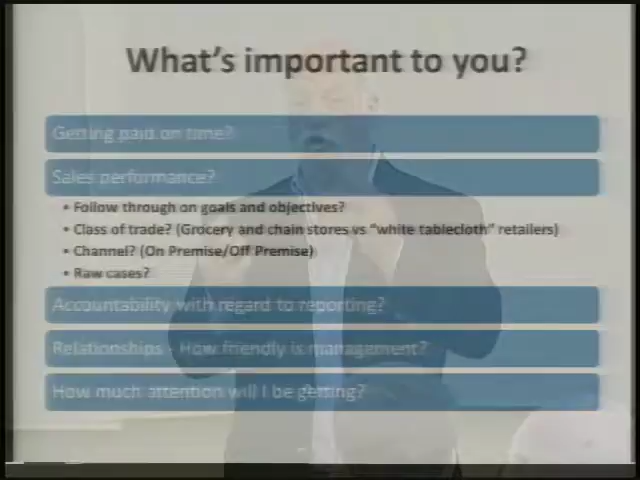 What's important to you?
Getting paid on time?
Sales performance?
• Follow through on goals and objectives?
• Class of trade? (Grocery and chain stores vs "white tablecloth" retailers)
• Channel? (On Premise/Off Premise)
• Raw cases?
Accountability with regard to reporting?
Relationships - How friendly is management?
How much attention will I be getting?